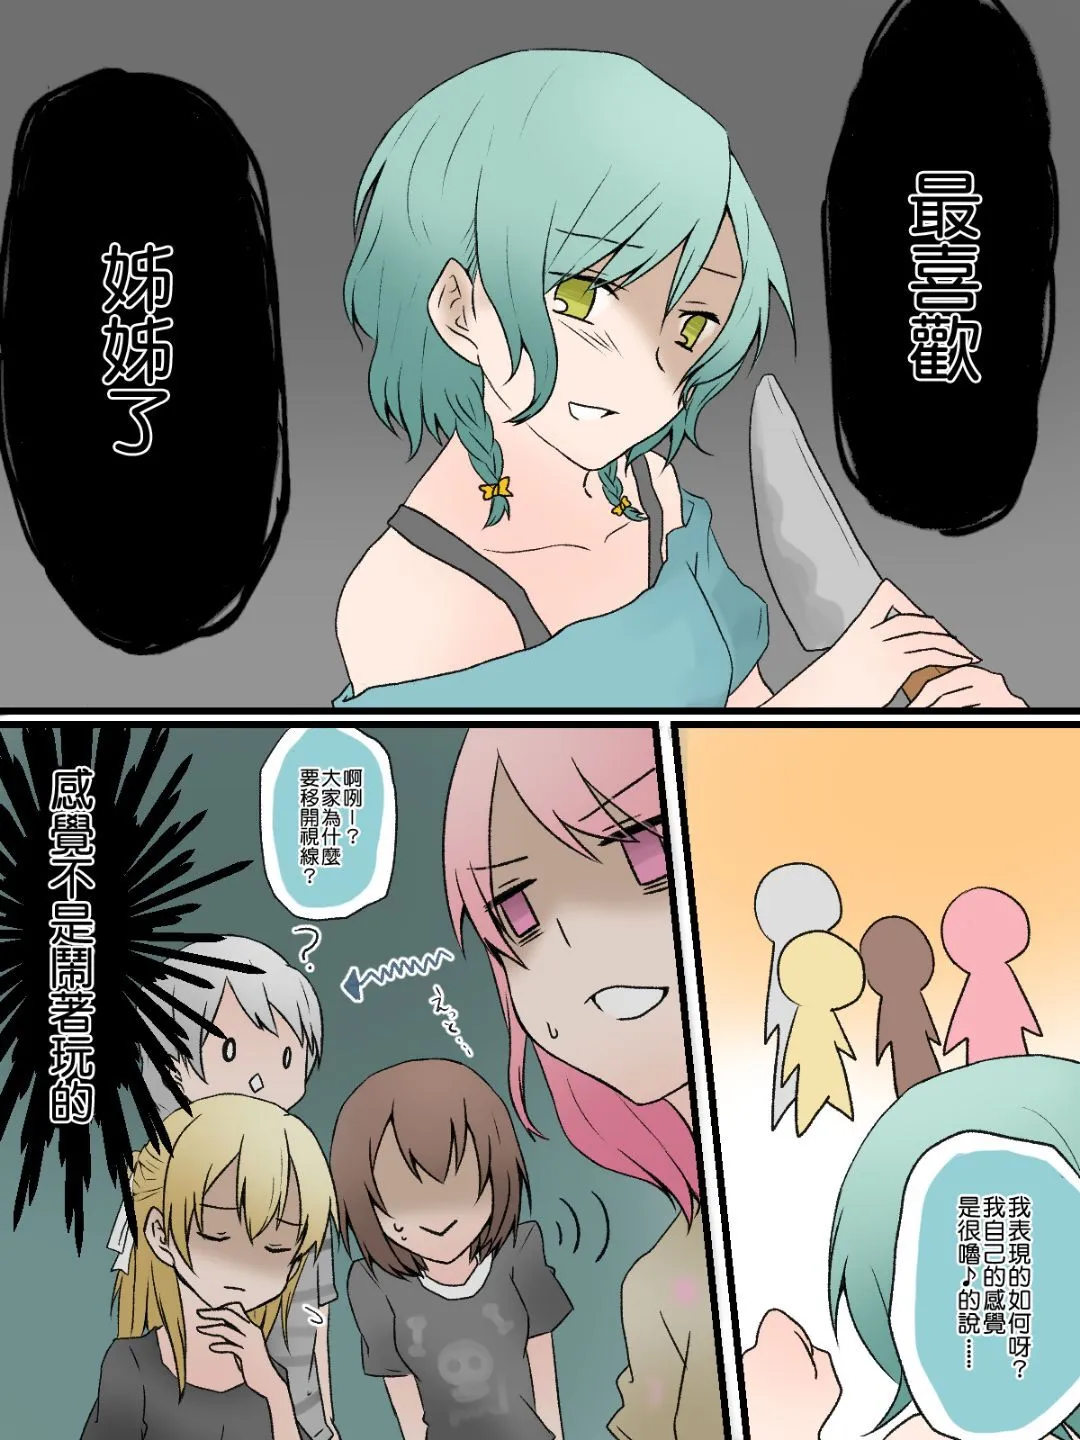 最喜歡
姊姊了
我表現的如何呀？
我自己的感覺
是很嚕♪的說……
啊咧ー？
大家為什麼
要移開視線？
?
えっと…
感覺不是鬧著玩的